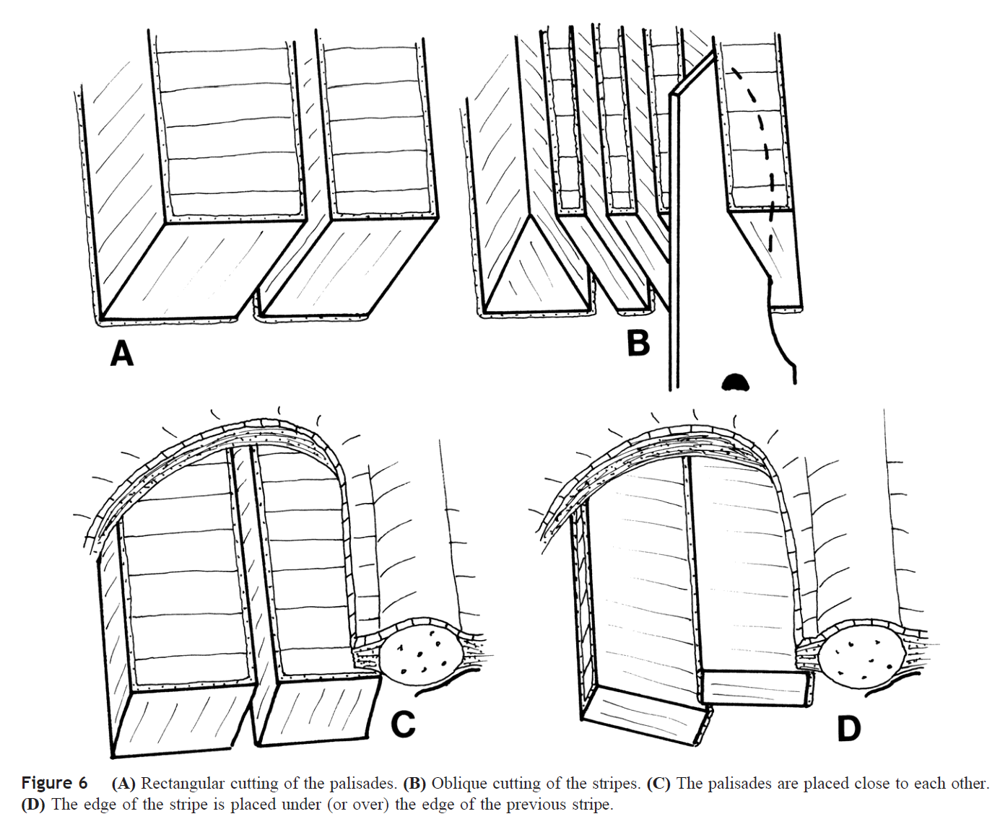 A
B
C
D
Figure 6 (A) Rectangular cutting of the palisades. (B) Oblique cutting of the stripes. (C) The palisades are placed close to each other.
(D) The edge of the stripe is placed under (or over) the edge of the previous stripe.